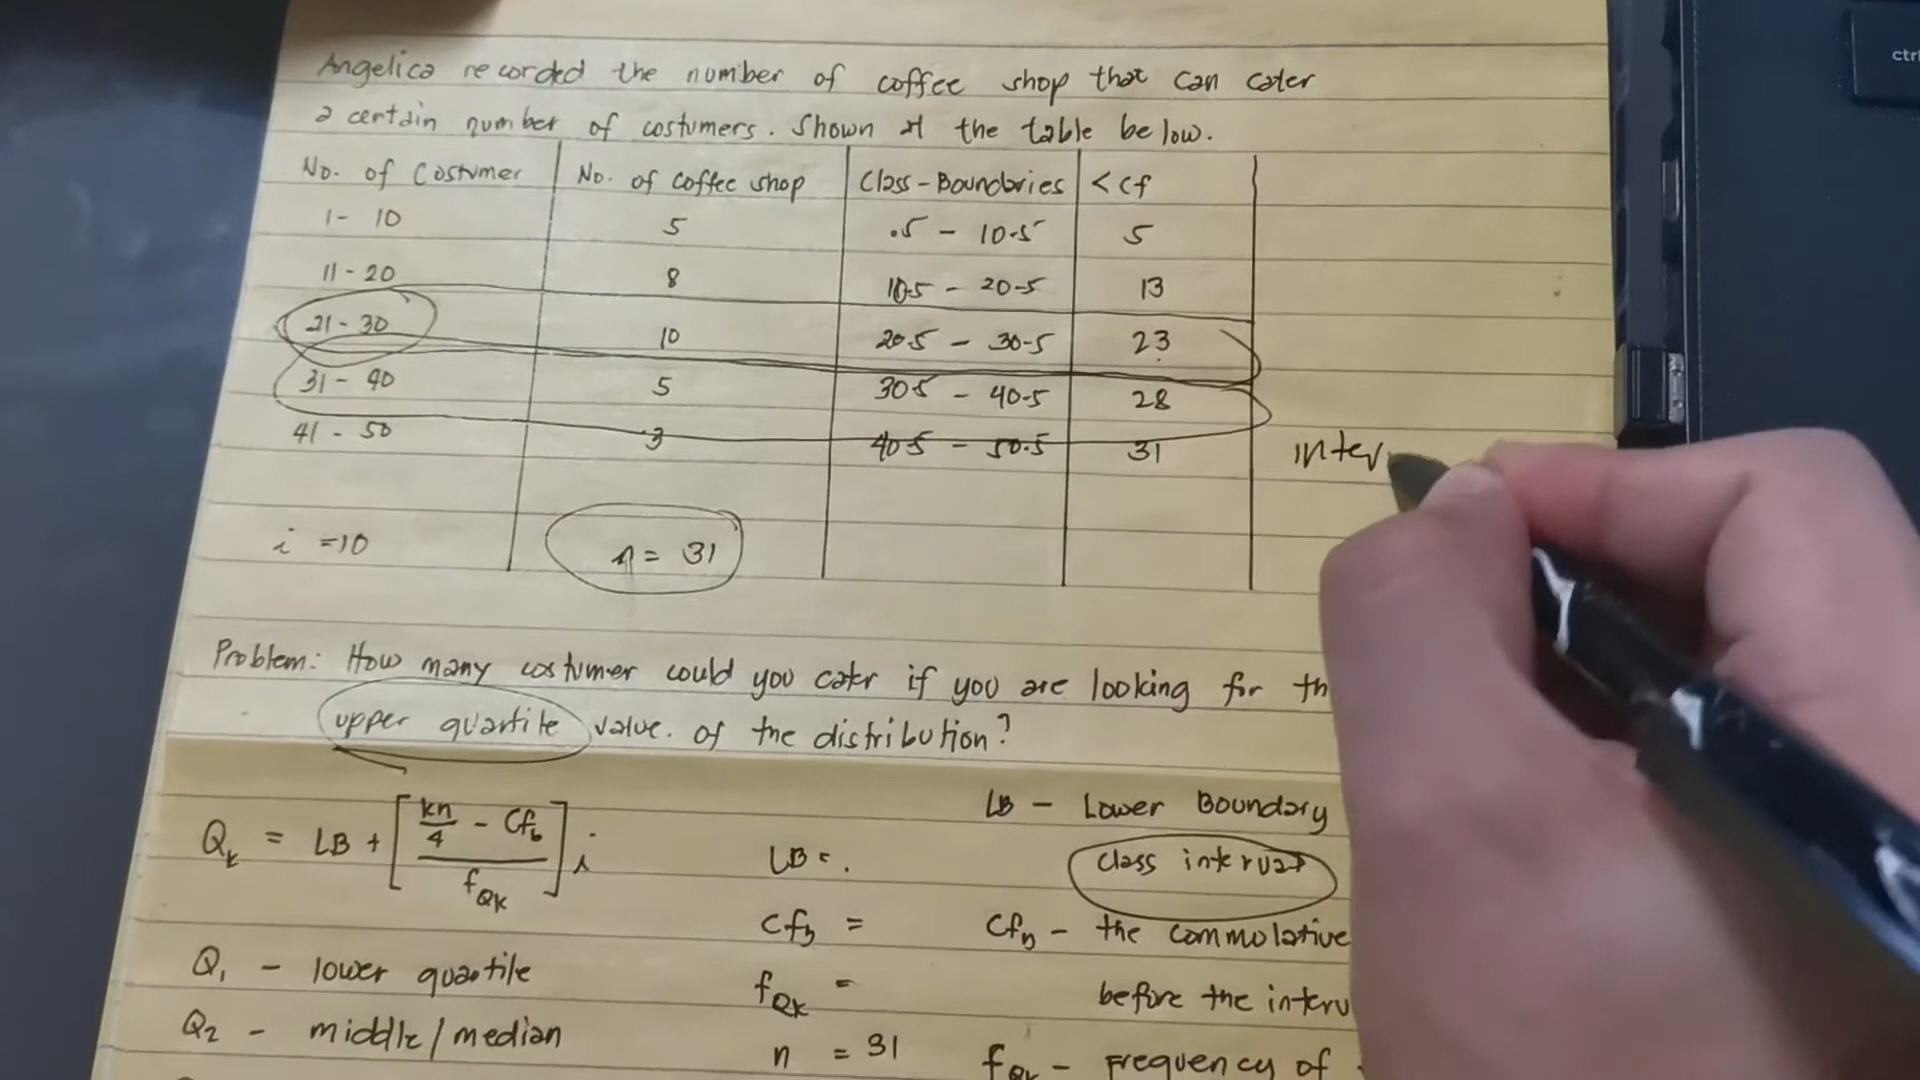 Angelica recorded the number of coffee shop that can cater
a certain number of costumers. Shown at the table below.
No. of Costumer No. of coffee shop Class-Boundaries <cf
1- 10 5 .5 - 10.5 5
11- 20 8 10.5 - 20.5 13
21- 30 10 20.5 - 30.5 23
31- 40 5 30.5 - 40.5 28
41 - 50 3 40.5 - 50.5 31
inter
i =10 n = 31
Problem: How many costumer could you cater if you are looking for th
upper quartile value. of the distribution?
LB - Lower Boundary
Qk = LB + [(kn/4 - Cfb)/fQk] i
LB = .
class interval
Cfb = Cfb - the commolative
Q1 - lower quartile
fQk = before the interv
Q2 - middle/median
n = 31 fQk - Frequency of
ctrl